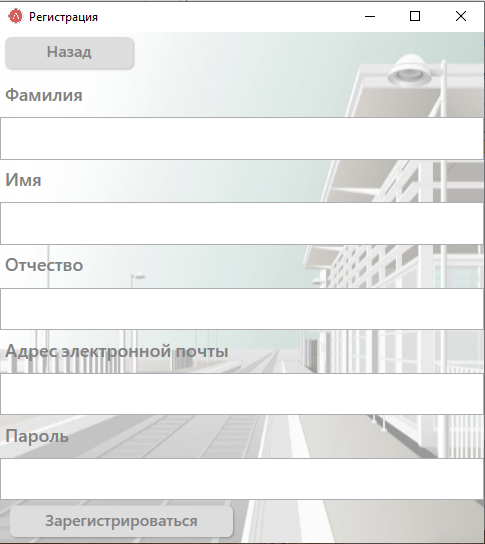 Регистрация
Назад
Фамилия
Имя
Отчество
Адрес электронной почты
Пароль
Зарегистрироваться